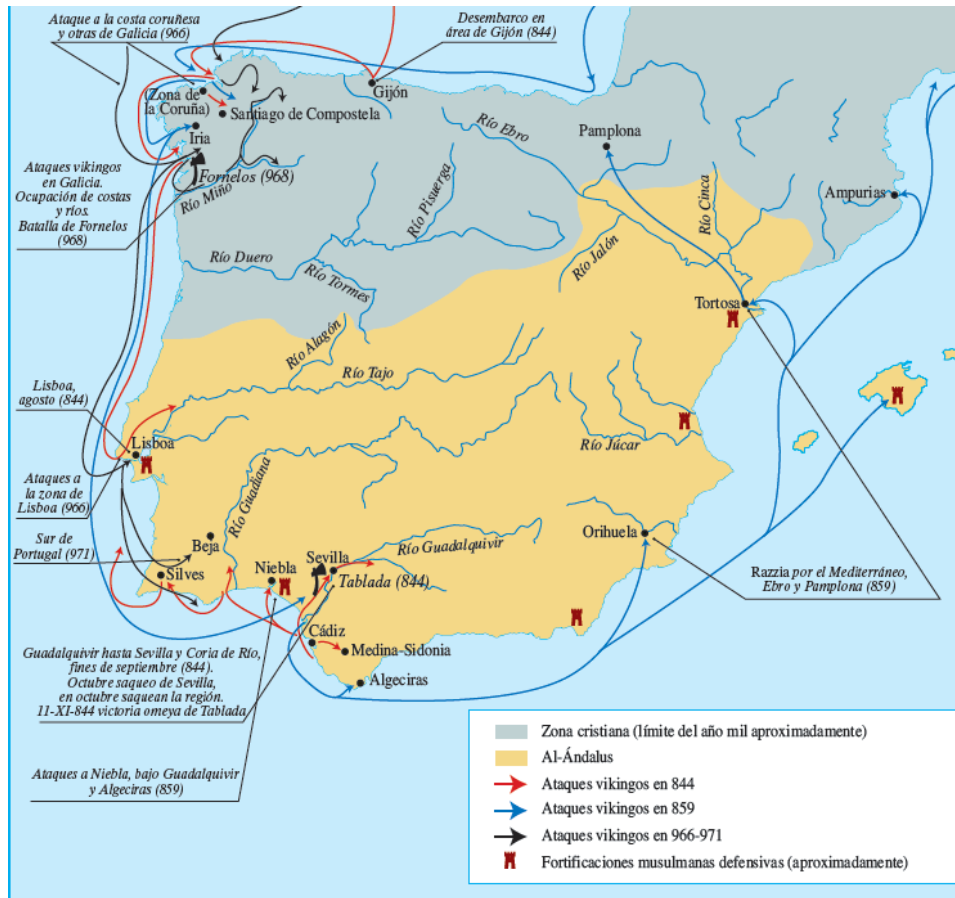 Ataque a la costa coruñesa
y otras de Galicia (966)
Desembarco en
área de Gijón (844)
(Zona de
la Coruña)
Gijón
Santiago de Compostela
Iria
Río Ebro
Pamplona
Ataques vikingos
en Galicia.
Ocupación de costas
y ríos.
Batalla de Fornelos
(968)
Fornelos (968)
Río Miño
Río Pisuerga
Río Cinca
Ampurias
Río Duero
Río Jalón
Río Tormes
Tortosa
Río Alagón
Río Tajo
Lisboa,
agosto (844)
Lisboa
Río Júcar
Ataques a
la zona de
Lisboa (966)
Río Guadiana
Sur de
Portugal (971)
Beja
Sevilla
Río Guadalquivir
Orihuela
Silves
Niebla
Tablada (844)
Razzia por el Mediterráneo,
Ebro y Pamplona (859)
Cádiz
Medina-Sidonia
Algeciras
Guadalquivir hasta Sevilla y Coria de Río,
fines de septiembre (844).
Octubre saqueo de Sevilla,
en octubre saquean la región.
11-XI-844 victoria omeya de Tablada
Ataques a Niebla, bajo Guadalquivir
y Algeciras (859)
Zona cristiana (límite del año mil aproximadamente)
Al-Ándalus
Ataques vikingos en 844
Ataques vikingos en 859
Ataques vikingos en 966-971
Fortificaciones musulmanas defensivas (aproximadamente)